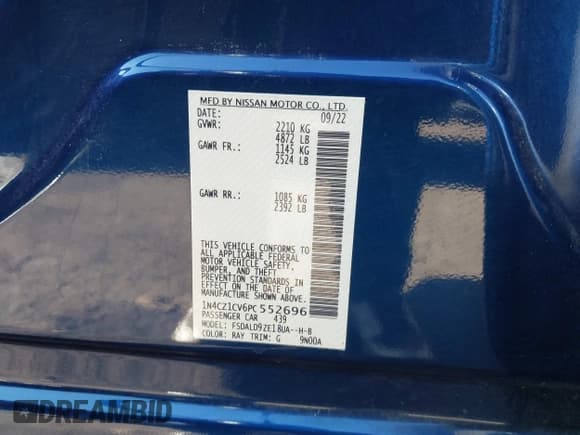 MFD BY NISSAN MOTOR CO., LTD.
DATE: 09/22
GVWR: 2210 KG
4872 LB
GAWR FR.: 1145 KG
2524 LB
GAWR RR.: 1085 KG
2392 LB
THIS VEHICLE CONFORMS TO
ALL APPLICABLE FEDERAL
MOTOR VEHICLE SAFETY,
BUMPER, AND THEFT
PREVENTION STANDARDS
IN EFFECT ON THE DATE OF
MANUFACTURE SHOWN ABOVE.
1N4CZ1CV6PC552696
PASSENGER CAR 439
MODEL: FSDALD9ZE18UA--H-B
COLOR: RAY TRIM: G 9N00A
DREAMBID